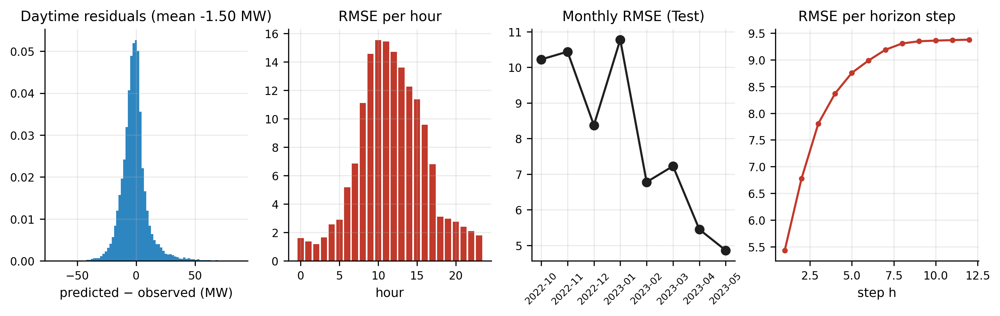 Daytime residuals (mean -1.50 MW)
0.05
0.04
0.03
0.02
0.01
0.00
−50 0 50
predicted − observed (MW)
RMSE per hour
16
14
12
10
8
6
4
2
0
0 5 10 15 20
hour
Monthly RMSE (Test)
11
10
9
8
7
6
5
2022-10 2022-11 2022-12 2023-01 2023-02 2023-03 2023-04 2023-05
RMSE per horizon step
9.5
9.0
8.5
8.0
7.5
7.0
6.5
6.0
5.5
2.5 5.0 7.5 10.0 12.5
step h